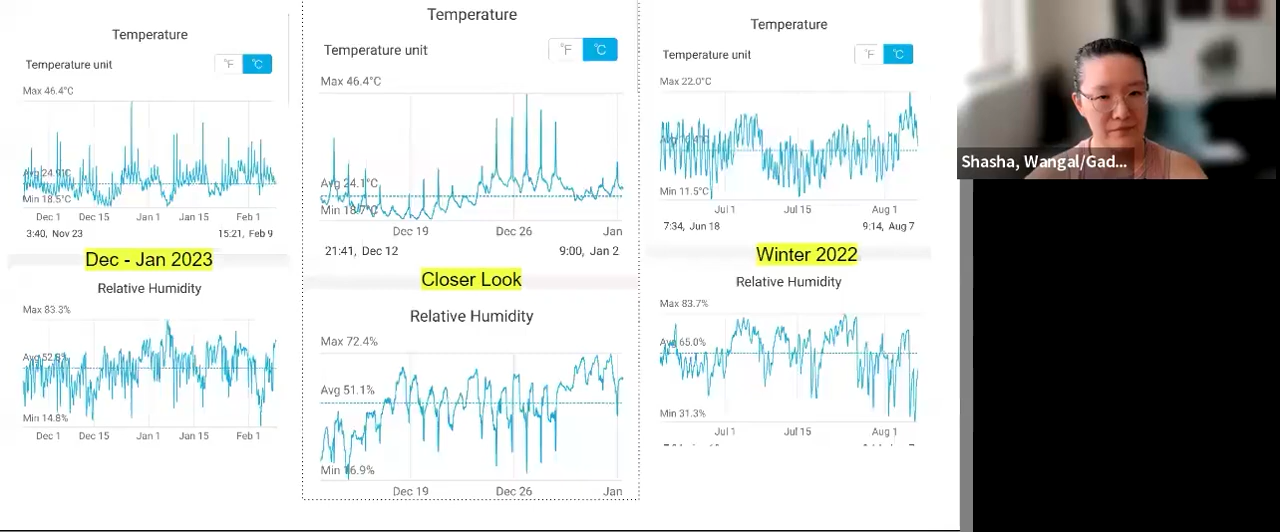 Temperature
Temperature unit
°F
°C
Max 46.4°C
Avg 24.9°C
Min 18.5°C
Dec 1
Dec 15
Jan 1
Jan 15
Feb 1
3:40, Nov 23
15:21, Feb 9
Dec - Jan 2023
Relative Humidity
Max 83.3%
Min 14.8%
Dec 1
Dec 15
Jan 1
Jan 15
Feb 1
Temperature
Temperature unit
°F
°C
Max 46.4°C
Avg 24.1°C
Min 18.7°C
Dec 19
Dec 26
Jan
21:41, Dec 12
9:00, Jan 2
Closer Look
Relative Humidity
Max 72.4%
Avg 51.1%
Min 16.9%
Dec 19
Dec 26
Jan
Temperature
Temperature unit
°F
°C
Max 22.0°C
Min 11.5°C
Jul 1
Jul 15
Aug 1
7:34, Jun 18
9:14, Aug 7
Winter 2022
Relative Humidity
Max 83.7%
Avg 65.0%
Min 31.3%
Jul 1
Jul 15
Aug 1
Shasha, Wangal/Gad...